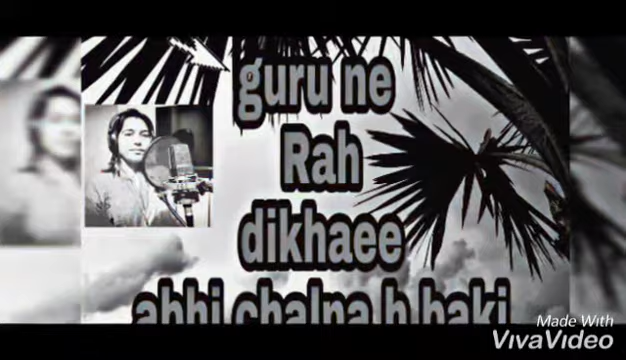 guru ne
Rah
dikhaee
abhi chalna h baki
Made With
VivaVideo